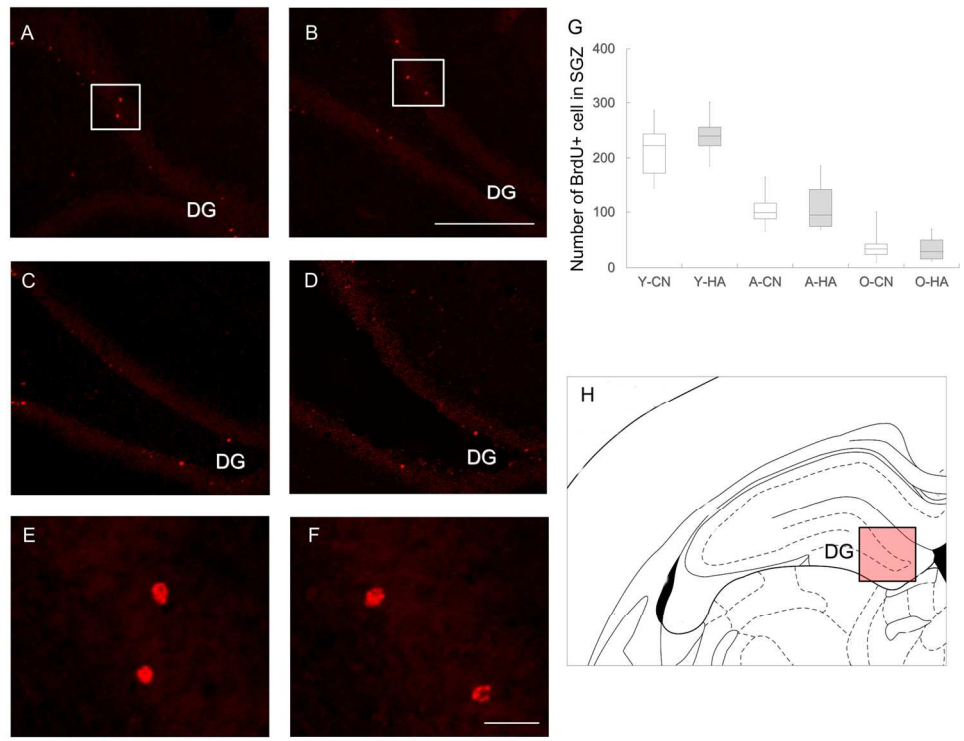 A
DG
B
DG
C
DG
D
DG
E
F
G
Number of BrdU+ cell in SGZ
400
300
200
100
0
Y-CN Y-HA A-CN A-HA O-CN O-HA
H
DG